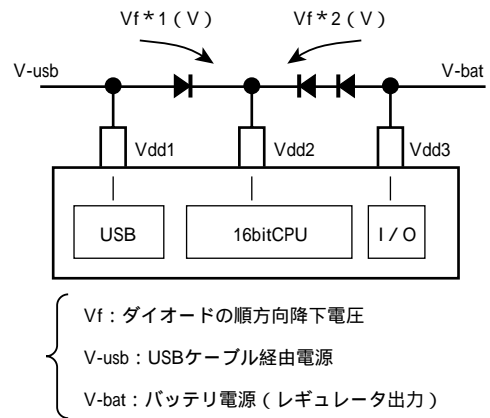 Vf*1(V) Vf*2(V)
V-usb V-bat
Vdd1 Vdd2 Vdd3
USB 16bitCPU I/O
Vf:ダイオードの順方向降下電圧
V-usb:USBケーブル経由電源
V-bat:バッテリ電源(レギュレータ出力)